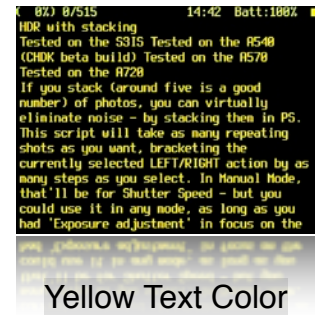 ( 0%) 0/515 14:42 Batt:100%
HDR with stacking
Tested on the S3IS Tested on the A540
(CHDK beta build) Tested on the A570
Tested on the A720
If you stack (around five is a good
number) of photos, you can virtually
eliminate noise - by stacking them in PS.
This script will take as many repeating
shots as you want, bracketing the
currently selected LEFT/RIGHT action by as
many steps as you select. In Manual Mode,
that'll be for Shutter Speed - but you
could use it in any mode, as long as you
had 'Exposure adjustment' in focus on the
Yellow Text Color